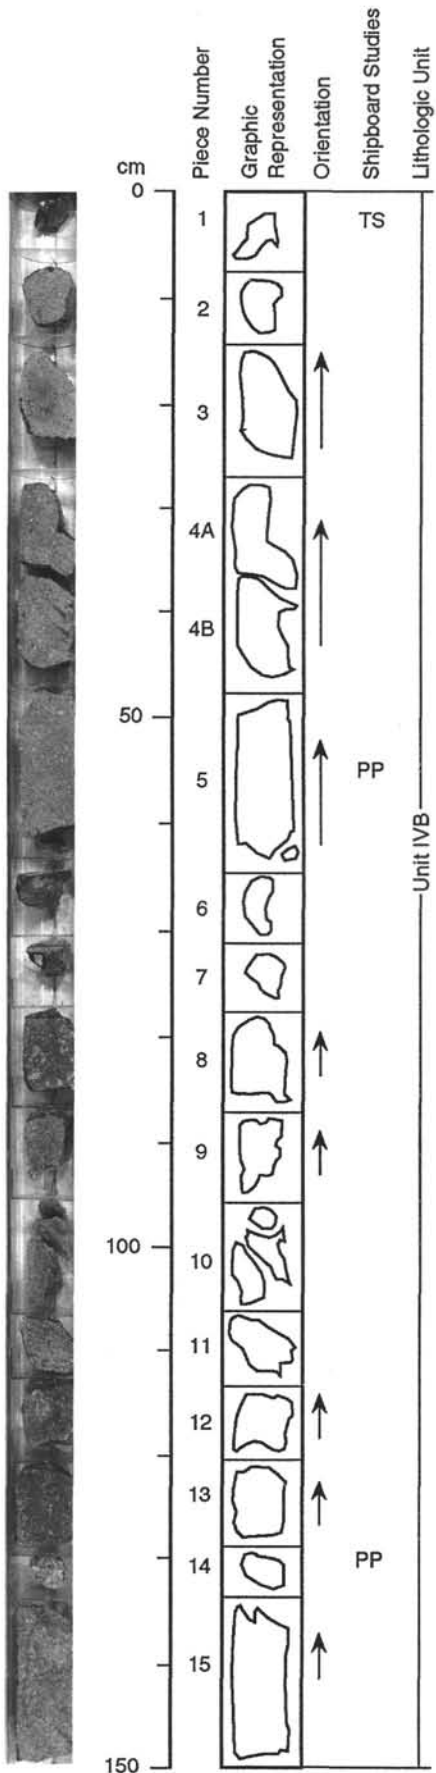 cm
Piece Number
Graphic
Representation
Orientation
Shipboard Studies
Lithologic Unit
0
1
TS
2
3
4A
4B
50
5
PP
Unit IVB
6
7
8
9
100
10
11
12
13
14
PP
15
150